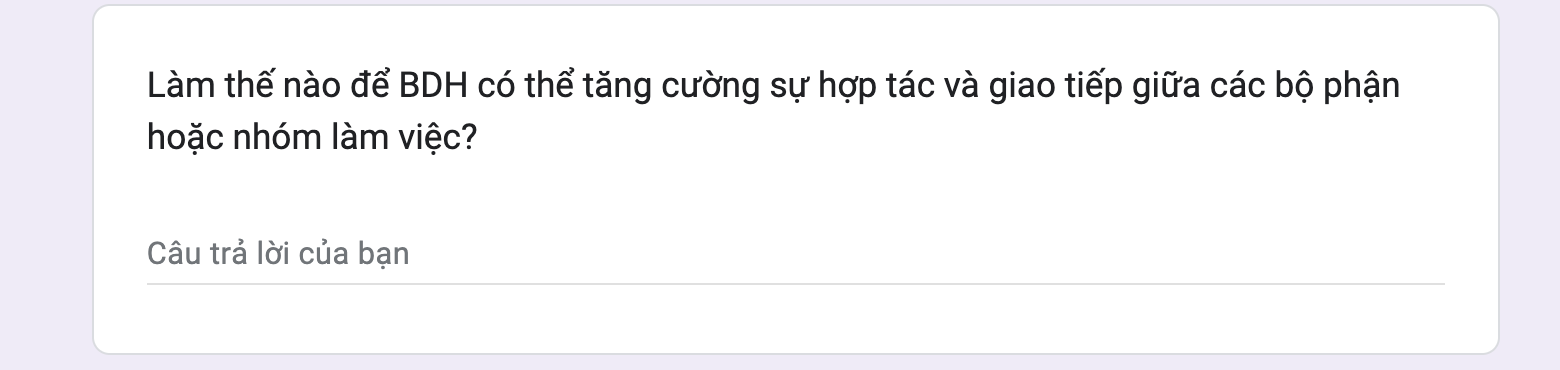 Làm thế nào để BDH có thể tăng cường sự hợp tác và giao tiếp giữa các bộ phận
hoặc nhóm làm việc?
Câu trả lời của bạn